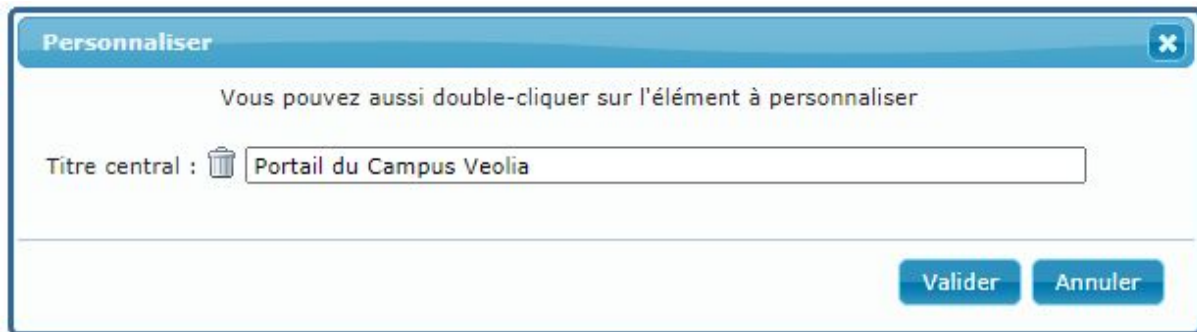 Personnaliser
Vous pouvez aussi double-cliquer sur l'élément à personnaliser
Titre central : Portail du Campus Veolia
Valider Annuler